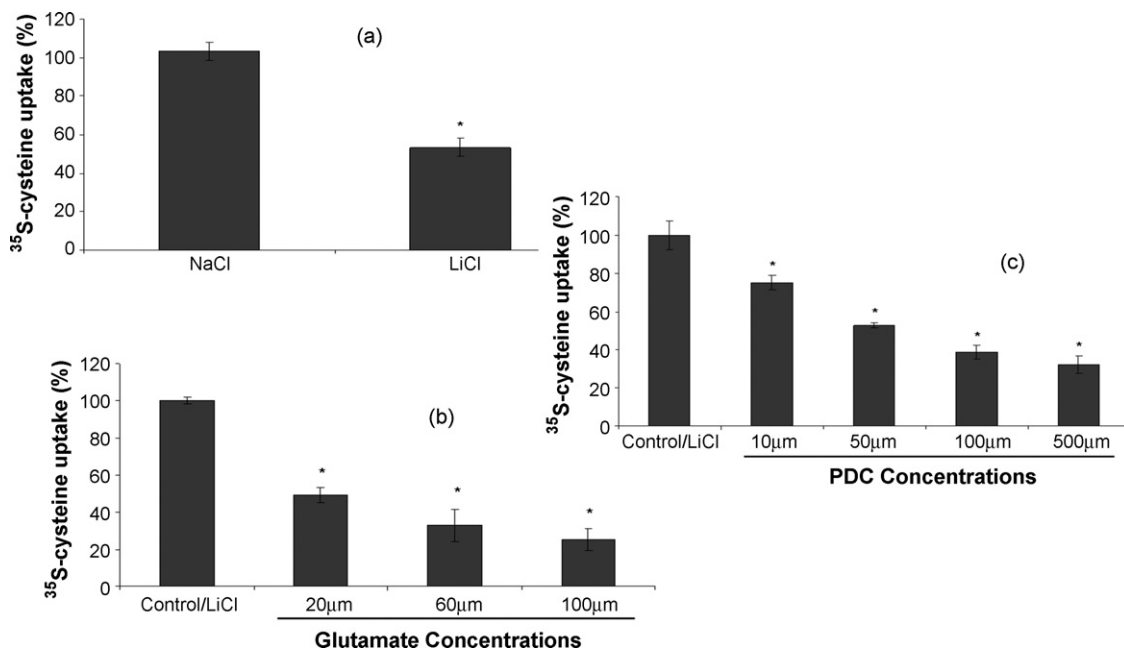 (a)
³⁵S-cysteine uptake (%)
120
100
80
60
40
20
0
*
NaCl LiCl
(b)
³⁵S-cysteine uptake (%)
120
100
80
60
40
20
0
* * *
Control/LiCl 20μm 60μm 100μm
Glutamate Concentrations
(c)
³⁵S-cysteine uptake (%)
120
100
80
60
40
20
0
* * * *
Control/LiCl 10μm 50μm 100μm 500μm
PDC Concentrations